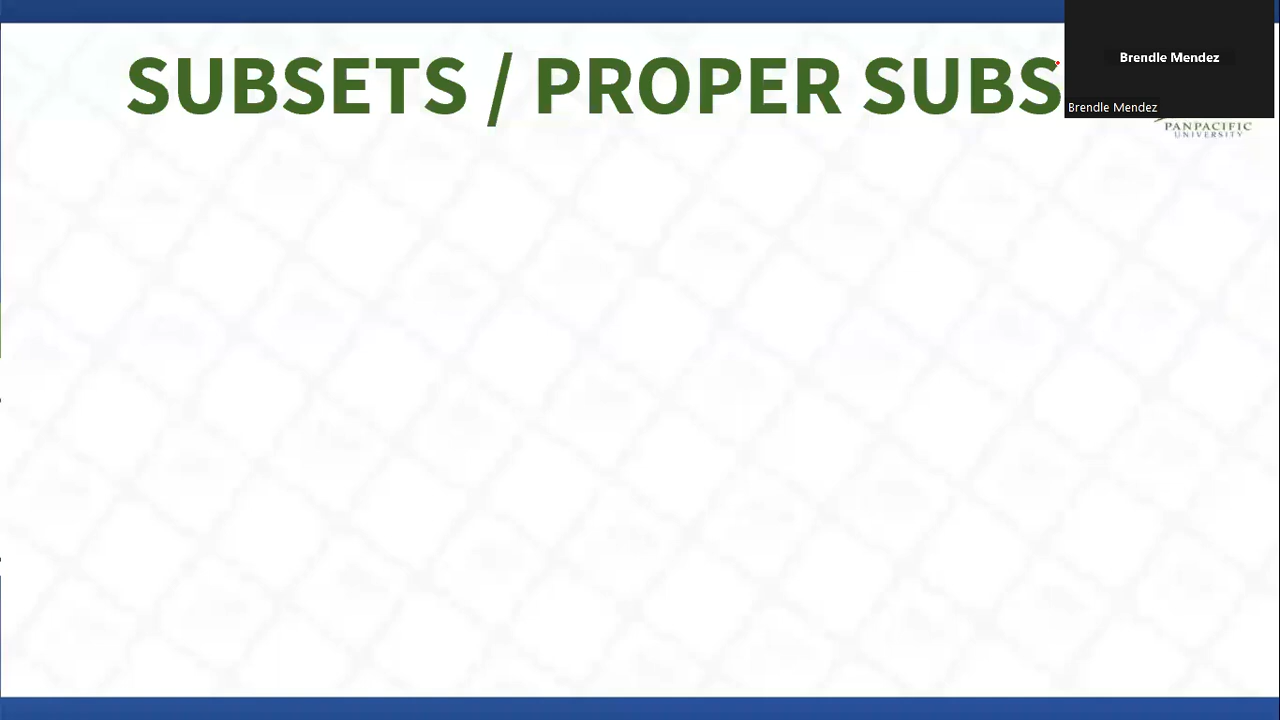 SUBSETS / PROPER SUBS
Brendle Mendez
Brendle Mendez
PANPACIFIC
UNIVERSITY